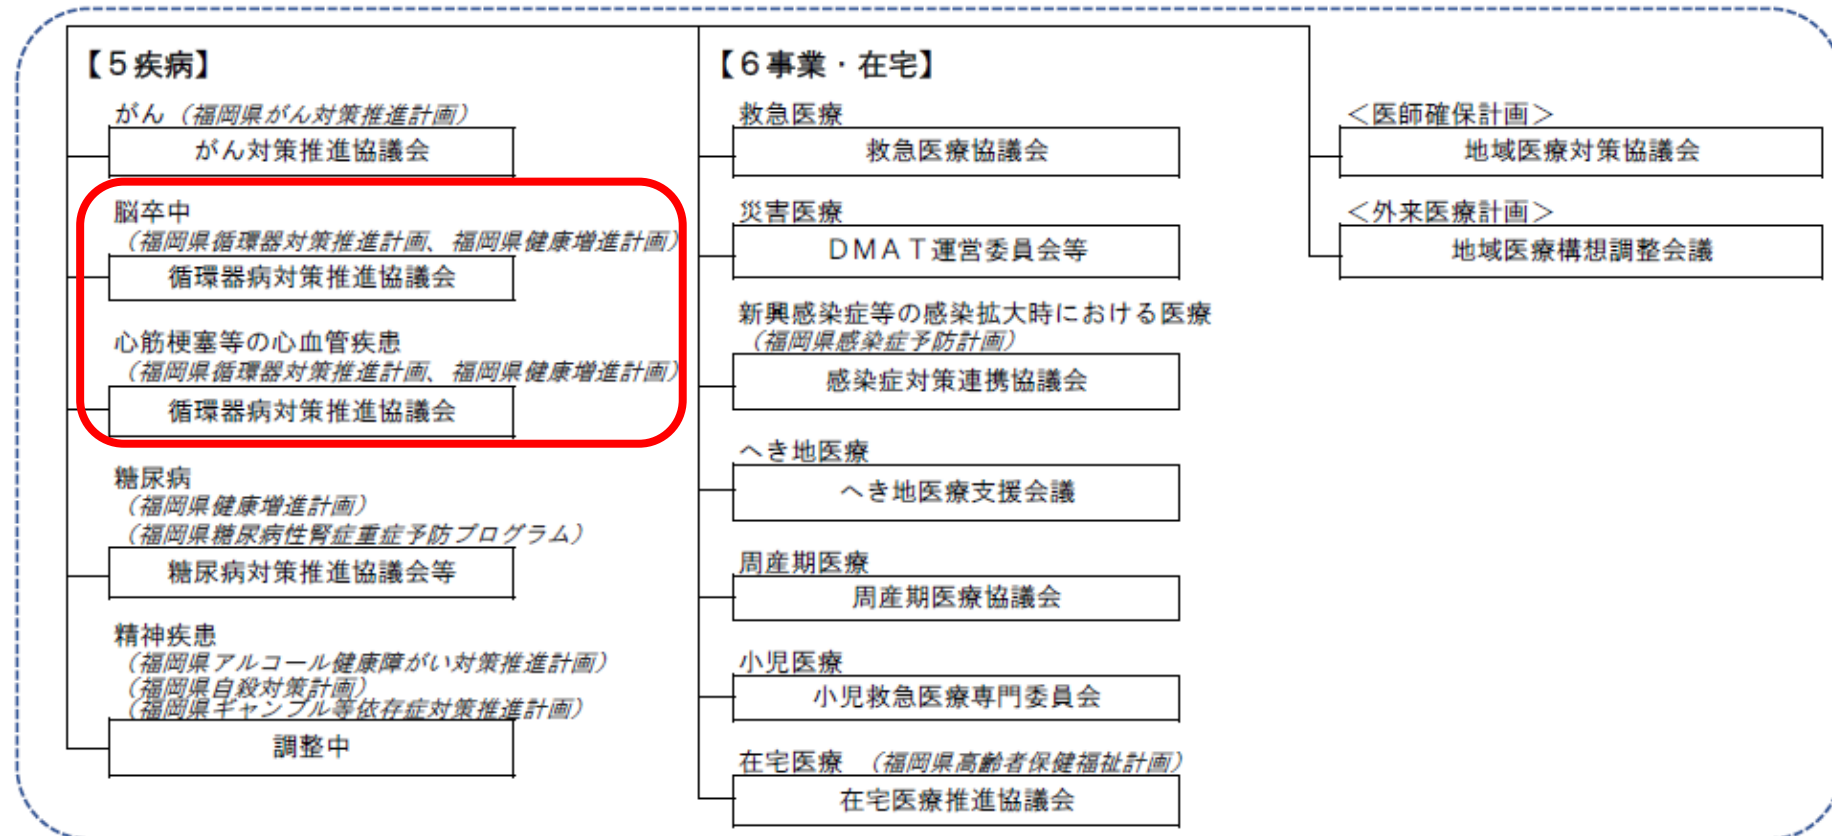 【５疾病】
がん（福岡県がん対策推進計画）
がん対策推進協議会
脳卒中
（福岡県循環器対策推進計画、福岡県健康増進計画）
循環器病対策推進協議会
心筋梗塞等の心血管疾患
（福岡県循環器対策推進計画、福岡県健康増進計画）
循環器病対策推進協議会
糖尿病
（福岡県健康増進計画）
（福岡県糖尿病性腎症重症予防プログラム）
糖尿病対策推進協議会等
精神疾患
（福岡県アルコール健康障がい対策推進計画）
（福岡県自殺対策計画）
（福岡県ギャンブル等依存症対策推進計画）
調整中
【６事業・在宅】
救急医療
救急医療協議会
災害医療
ＤＭＡＴ運営委員会等
新興感染症等の感染拡大時における医療
（福岡県感染症予防計画）
感染症対策連携協議会
へき地医療
へき地医療支援会議
周産期医療
周産期医療協議会
小児医療
小児救急医療専門委員会
在宅医療　（福岡県高齢者保健福祉計画）
在宅医療推進協議会
＜医師確保計画＞
地域医療対策協議会
＜外来医療計画＞
地域医療構想調整会議